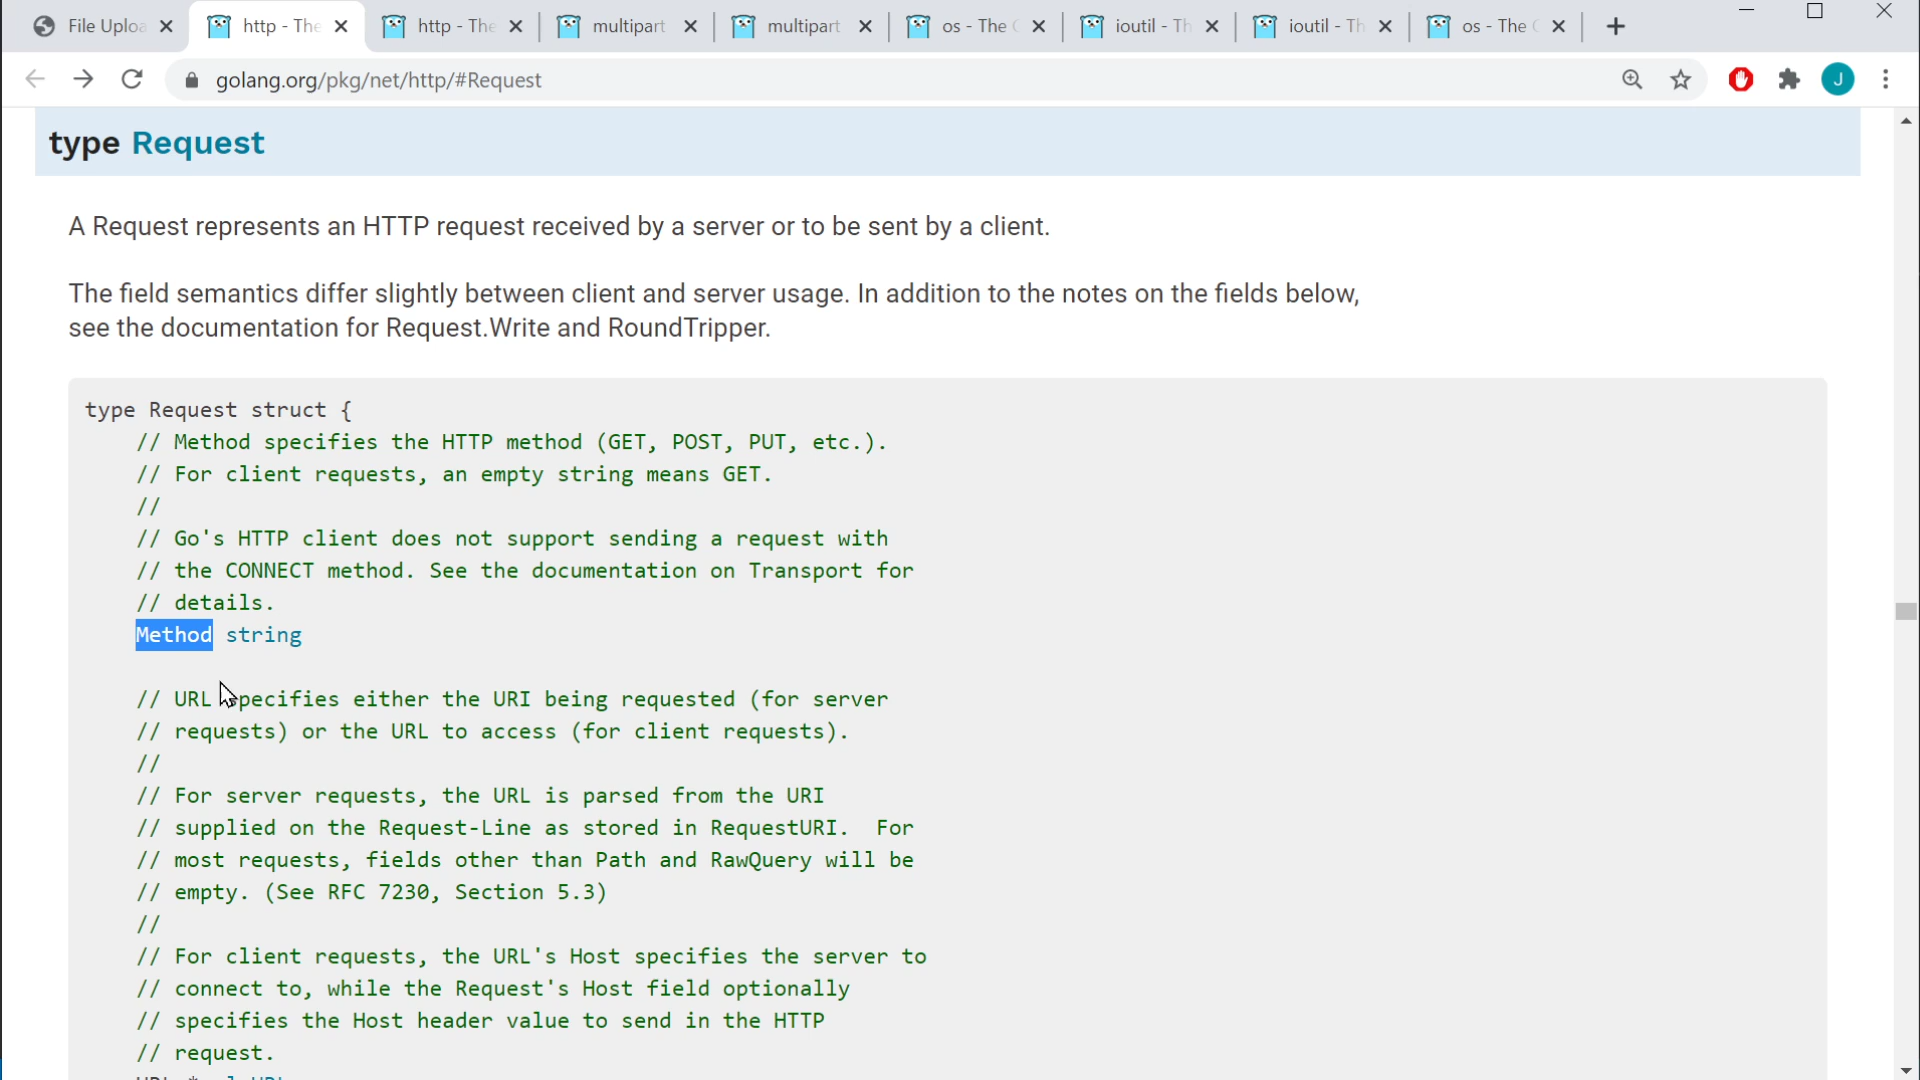 File Uploa
http - The
http - The
multipart
multipart
os - The
ioutil - Th
ioutil - Th
os - The
golang.org/pkg/net/http/#Request
J
type Request
A Request represents an HTTP request received by a server or to be sent by a client.
The field semantics differ slightly between client and server usage. In addition to the notes on the fields below,
see the documentation for Request.Write and RoundTripper.
type Request struct {
// Method specifies the HTTP method (GET, POST, PUT, etc.).
// For client requests, an empty string means GET.
//
// Go's HTTP client does not support sending a request with
// the CONNECT method. See the documentation on Transport for
// details.
Method string
// URL specifies either the URI being requested (for server
// requests) or the URL to access (for client requests).
//
// For server requests, the URL is parsed from the URI
// supplied on the Request-Line as stored in RequestURI.  For
// most requests, fields other than Path and RawQuery will be
// empty. (See RFC 7230, Section 5.3)
//
// For client requests, the URL's Host specifies the server to
// connect to, while the Request's Host field optionally
// specifies the Host header value to send in the HTTP
// request.